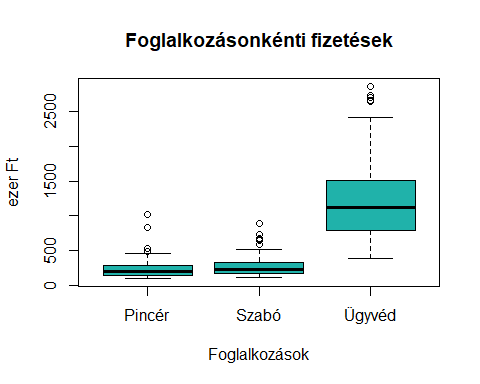 Foglalkozásonkénti fizetések
ezer Ft
2500
1500
500
0
Pincér Szabó Ügyvéd
Foglalkozások